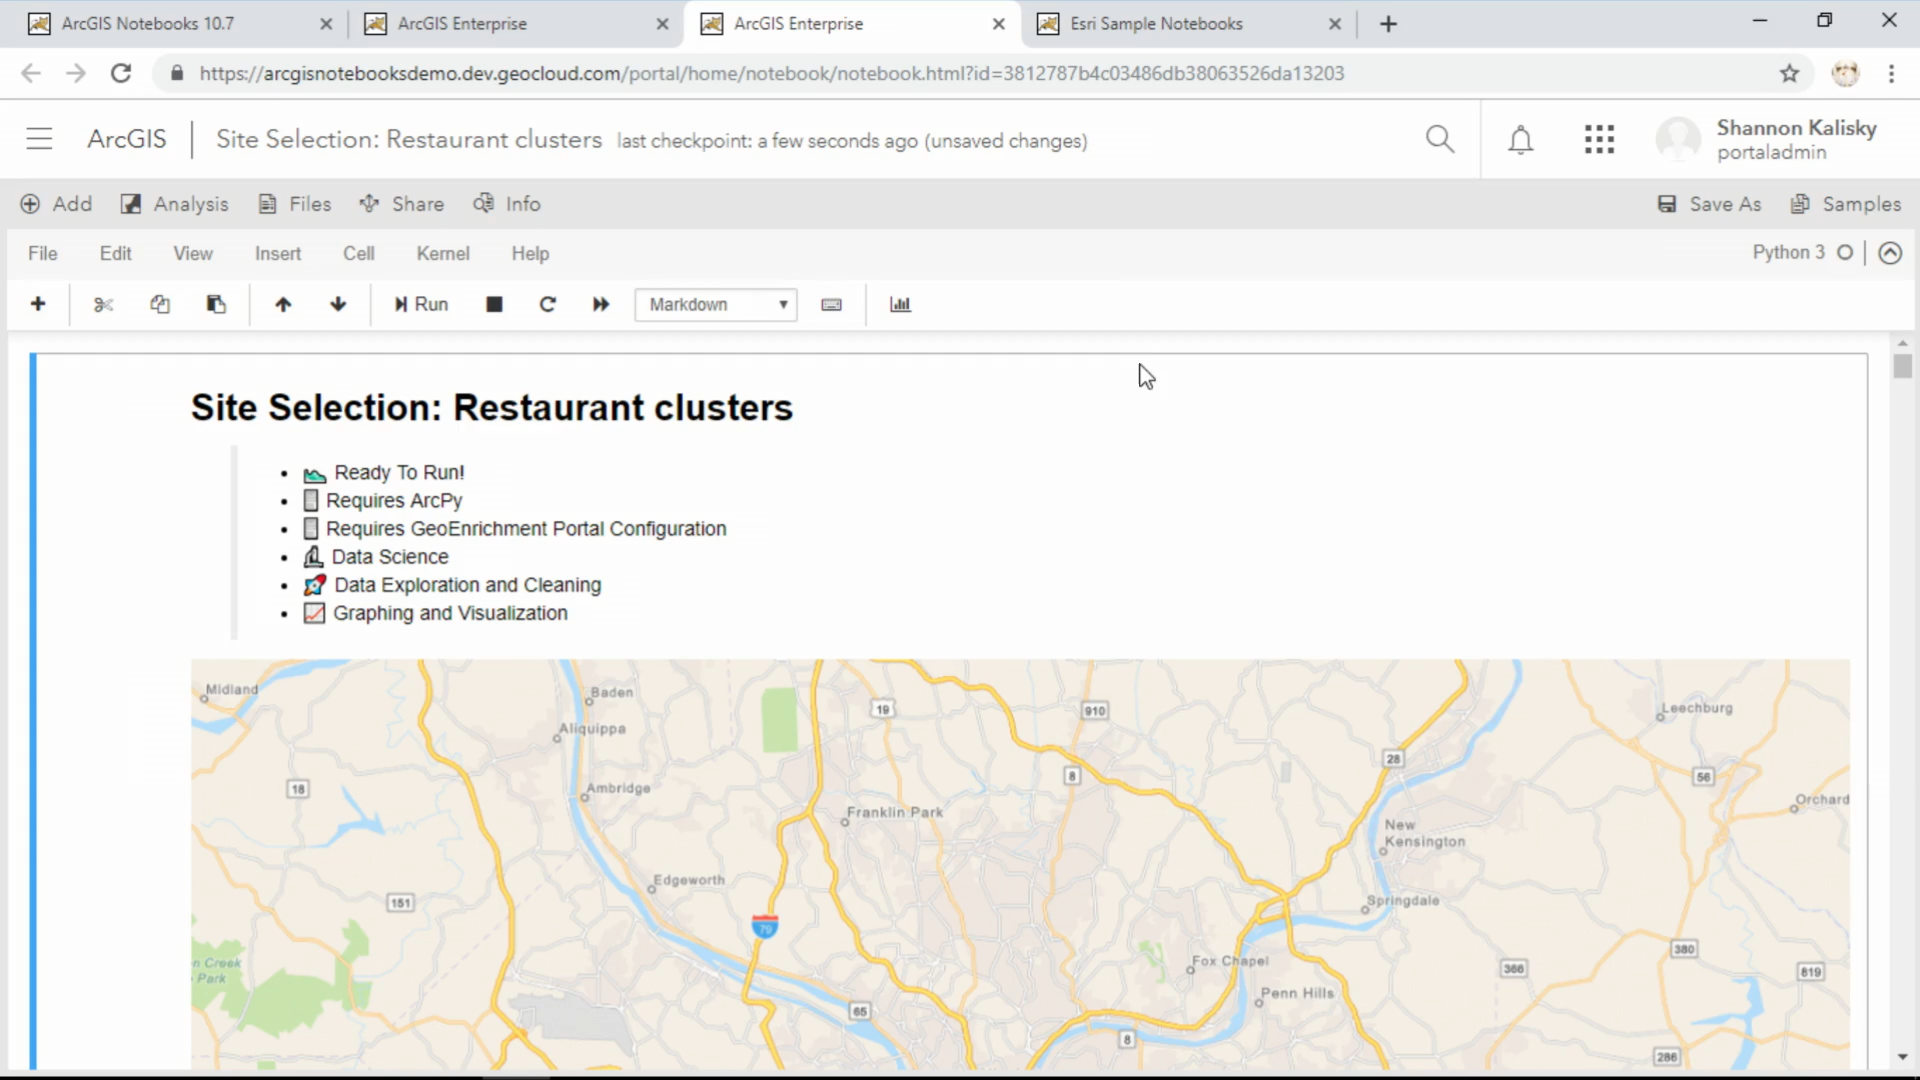 ArcGIS Notebooks 10.7
ArcGIS Enterprise
ArcGIS Enterprise
Esri Sample Notebooks
https://arcgisnotebooksdemo.dev.geocloud.com/portal/home/notebook/notebook.html?id=3812787b4c03486db38063526da13203
ArcGIS
Site Selection: Restaurant clusters last checkpoint: a few seconds ago (unsaved changes)
Shannon Kalisky
portaladmin
Add Analysis Files Share Info Save As Samples
File Edit View Insert Cell Kernel Help Python 3
Run Markdown
Site Selection: Restaurant clusters
Ready To Run!
Requires ArcPy
Requires GeoEnrichment Portal Configuration
Data Science
Data Exploration and Cleaning
Graphing and Visualization
Midland
Baden
19
910
Leechburg
Aliquippa
28
8
56
18
Ambridge
Orchard
Franklin Park
New
Kensington
Edgeworth
151
Springdale
79
380
n Creek
Park
Fox Chapel
366
819
Penn Hills
65
8
286